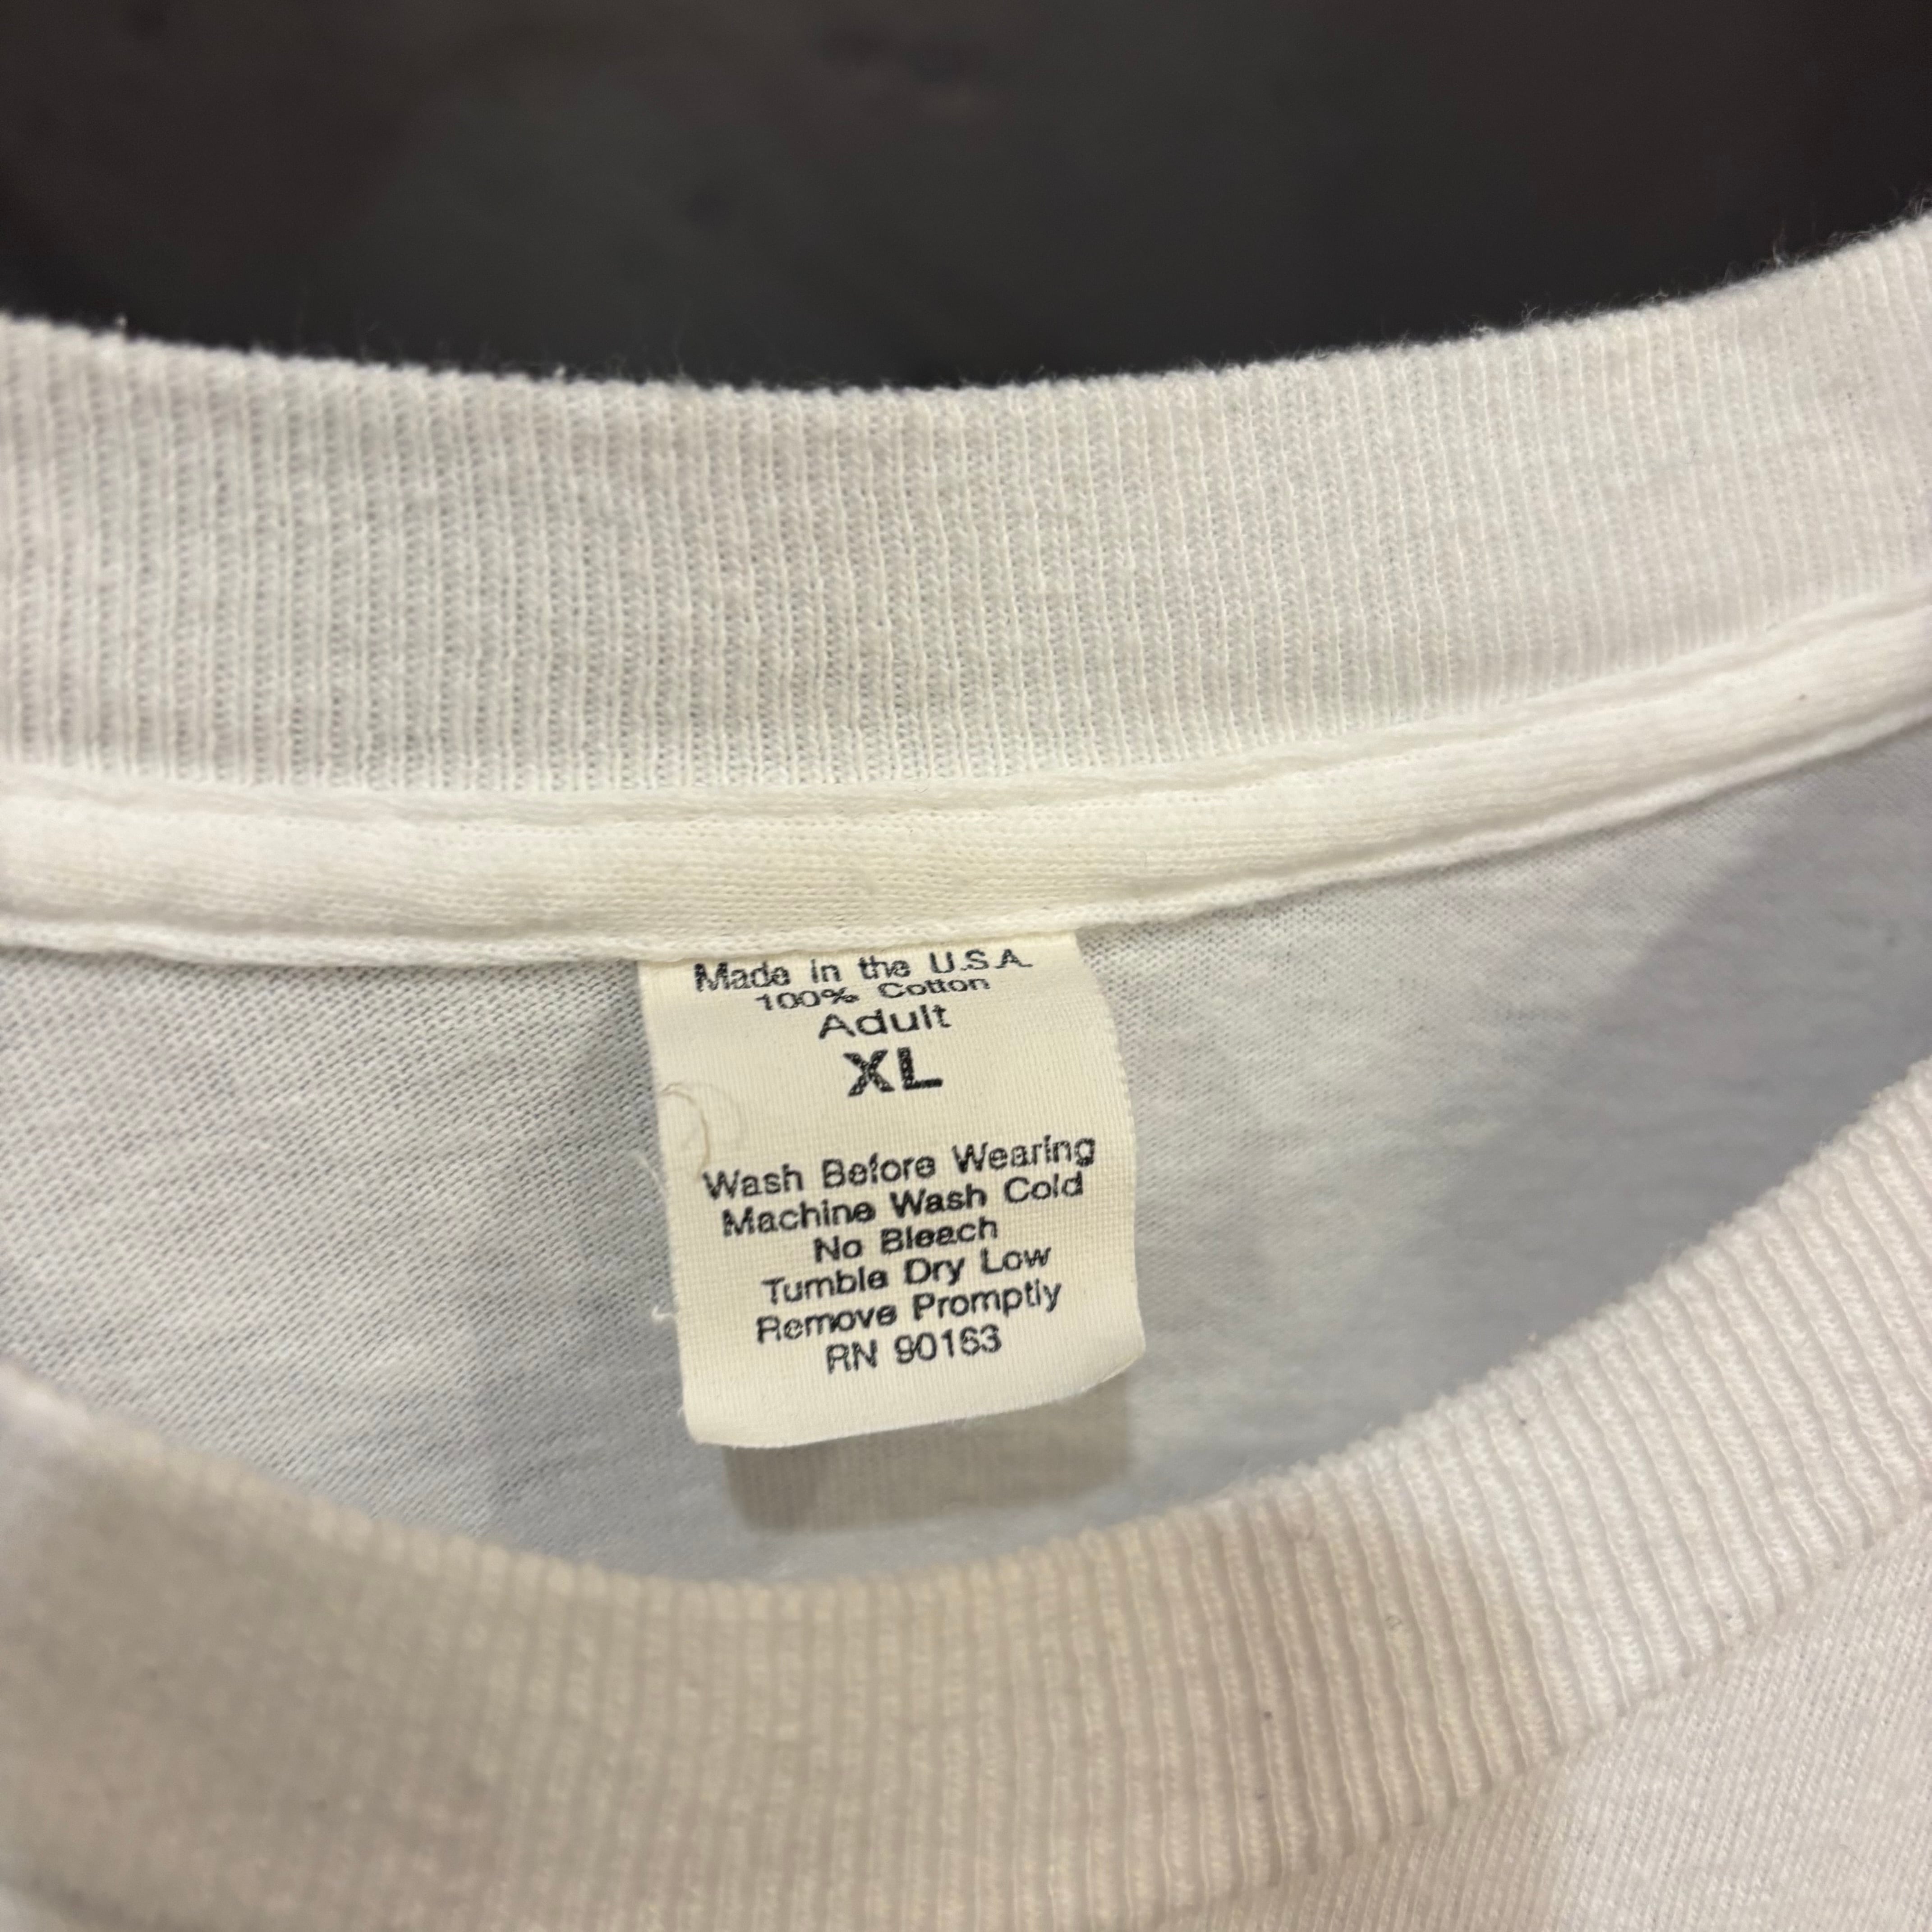 Made in the U.S.A.
100% Cotton
Adult
XL
Wash Before Wearing
Machine Wash Cold
No Bleach
Tumble Dry Low
Remove Promptly
RN 90163